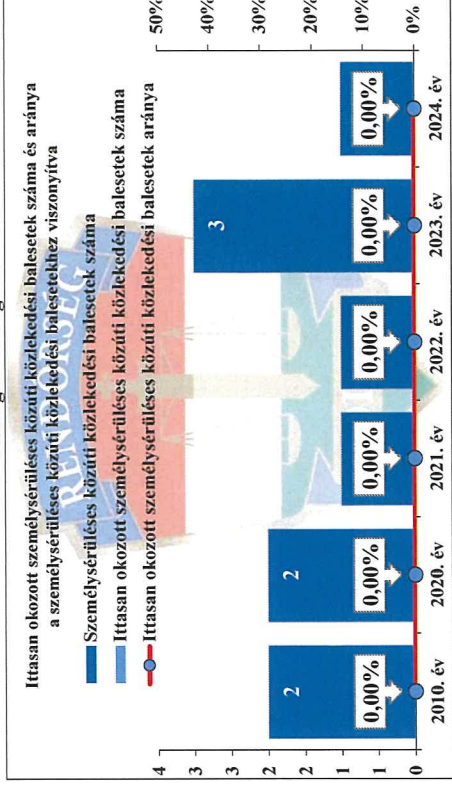 Ittasan okozott személysérüléses közúti közlekedési balesetek száma és aránya
a személysérüléses közúti közlekedési balesetekhez viszonyítva
Személysérüléses közúti közlekedési balesetek száma
Ittasan okozott személysérüléses közúti közlekedési balesetek száma
Ittasan okozott személysérüléses közúti közlekedési balesetek aránya
RENDŐRSÉG
4
3
3
2
2
1
1
0
50%
40%
30%
20%
10%
0%
2
2
3
0,00%
0,00%
0,00%
0,00%
0,00%
0,00%
2010. év
2020. év
2021. év
2022. év
2023. év
2024. év